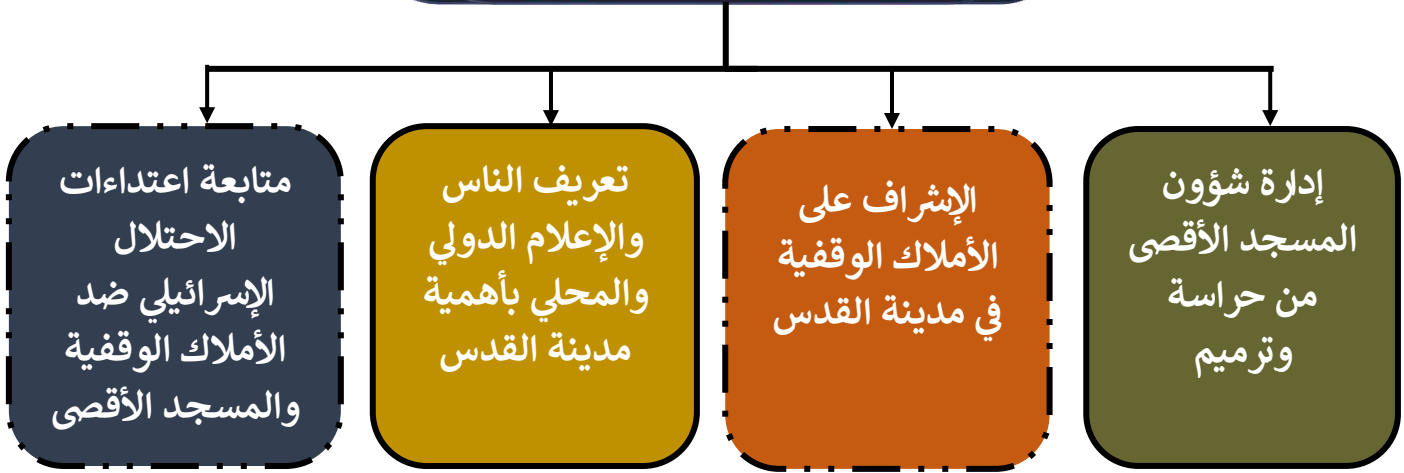 إدارة شؤون
المسجد الأقصى
من حراسة
وترميم
الإشراف على
الأملاك الوقفية
في مدينة القدس
تعريف الناس
والإعلام الدولي
والمحلي بأهمية
مدينة القدس
متابعة اعتداءات
الاحتلال
الإسرائيلي ضد
الأملاك الوقفية
والمسجد الأقصى